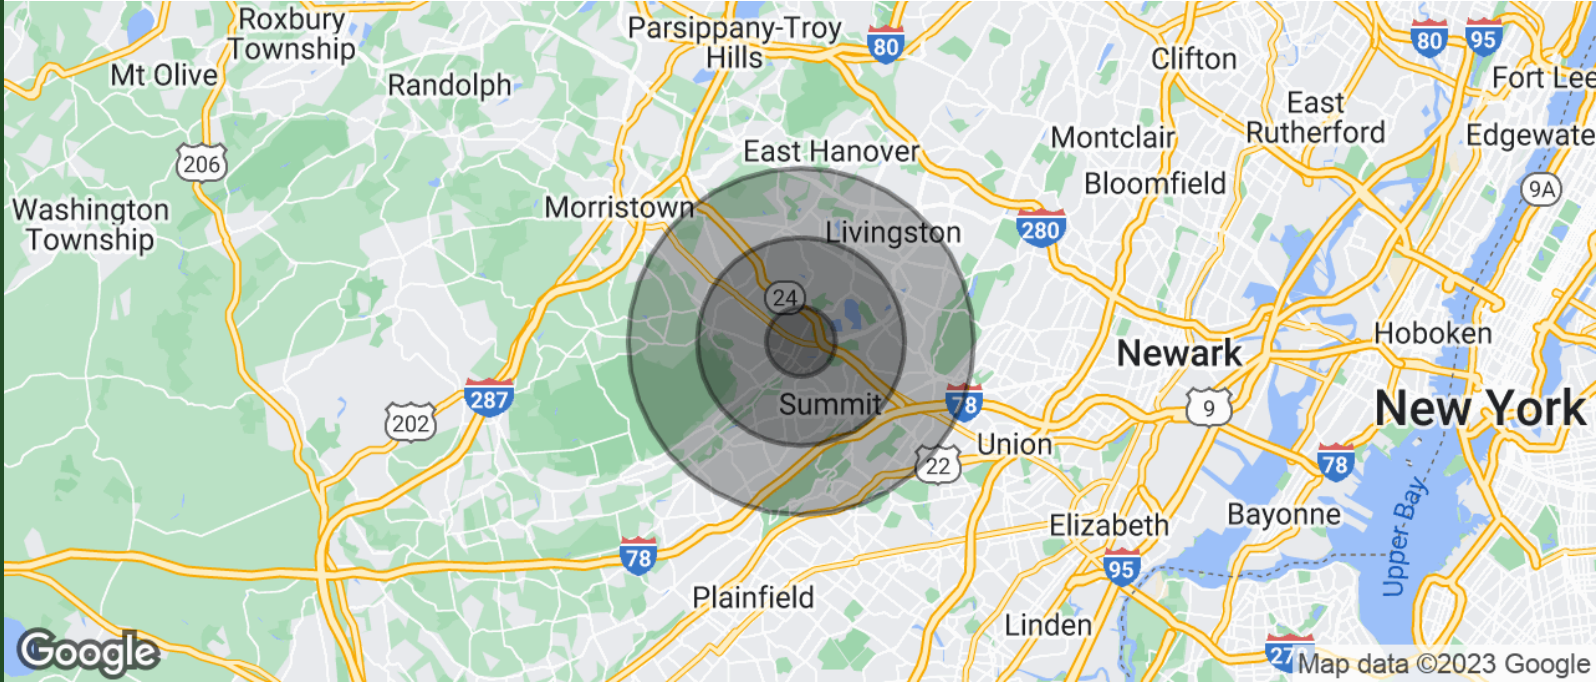 Roxbury
Township
Parsippany-Troy
Hills
80
80
95
Clifton
Fort Lee
Mt Olive
Randolph
East
Rutherford
Montclair
Edgewate
East Hanover
206
Bloomfield
9A
Washington
Township
Morristown
Livingston
280
24
Hoboken
Newark
287
Summit
78
9
New York
202
Union
22
78
Upper Bay
Elizabeth
Bayonne
78
95
Plainfield
Linden
Google
27
Map data ©2023 Google